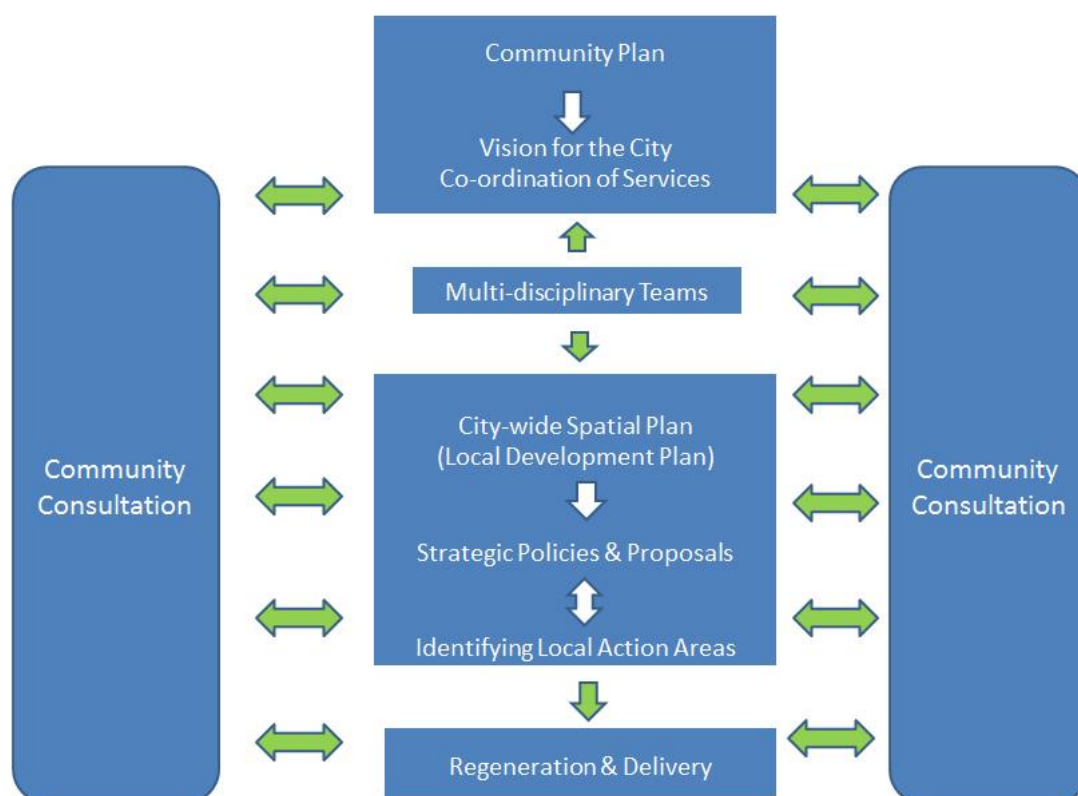 Community Plan
Vision for the City
Co-ordination of Services
Multi-disciplinary Teams
City-wide Spatial Plan
(Local Development Plan)
Strategic Policies & Proposals
Identifying Local Action Areas
Regeneration & Delivery
Community
Consultation
Community
Consultation